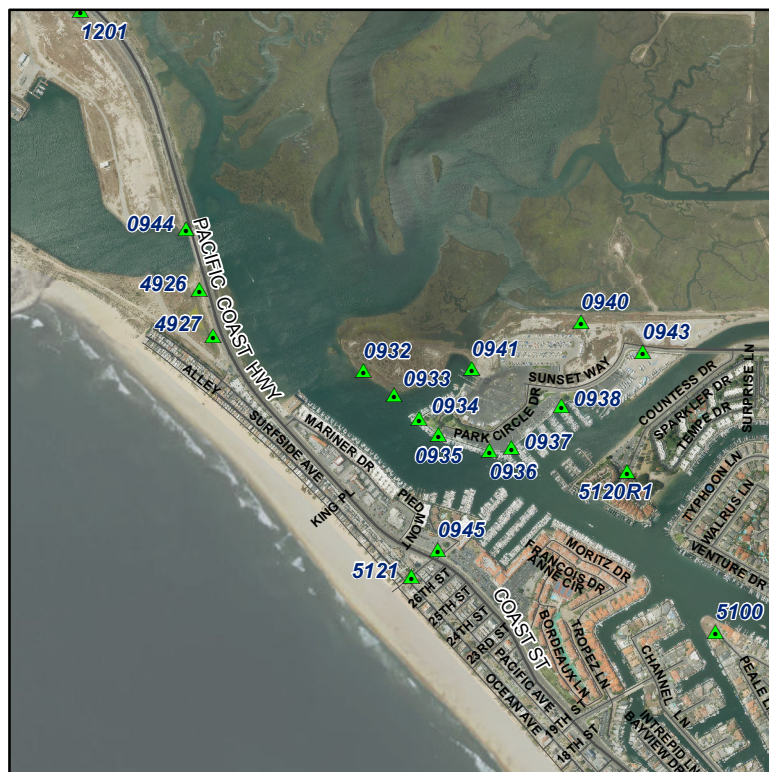 1201
0944
PACIFIC COAST HWY
4926
4927
0940
0943
0932
0941
0933
SUNSET WAY
0934
0938
PARK CIRCLE DR
0935
0937
0936
COUNTESS DR
SPARKLER DR
TEMPE DR
SURPRISE LN
ALLEY
SURFSIDE AVE
MARINER DR
KING PL
PIED MONT
5120R1
TYPHOON LN
WALRUS LN
VENTURE DR
0945
5121
MORITZ DR
FRANCOIS DR
ANNE CIR
26TH ST
25TH ST
24TH ST
23RD ST
COAST ST
BORDEAUX LN
TROPEZ LN
5100
PACIFIC AVE
OCEAN AVE
19TH ST
18TH ST
CHANNEL LN
PEALE LN
INTREPID LN
BAYVIEW DR